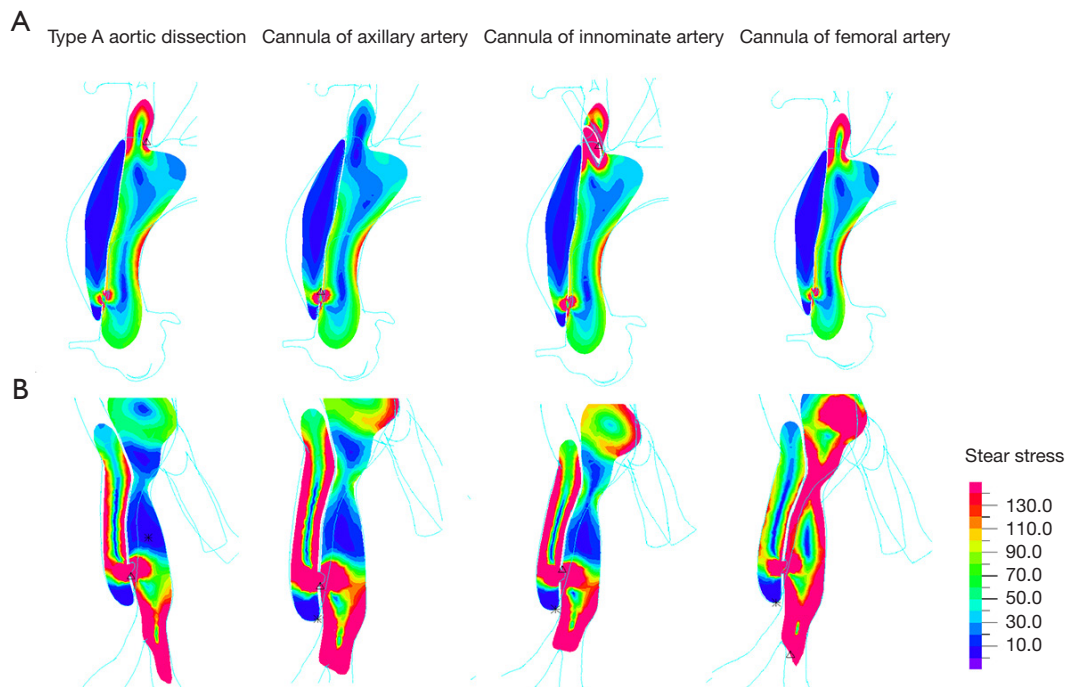 A
Type A aortic dissection Cannula of axillary artery Cannula of innominate artery Cannula of femoral artery
B
Stear stress
130.0
110.0
90.0
70.0
50.0
30.0
10.0